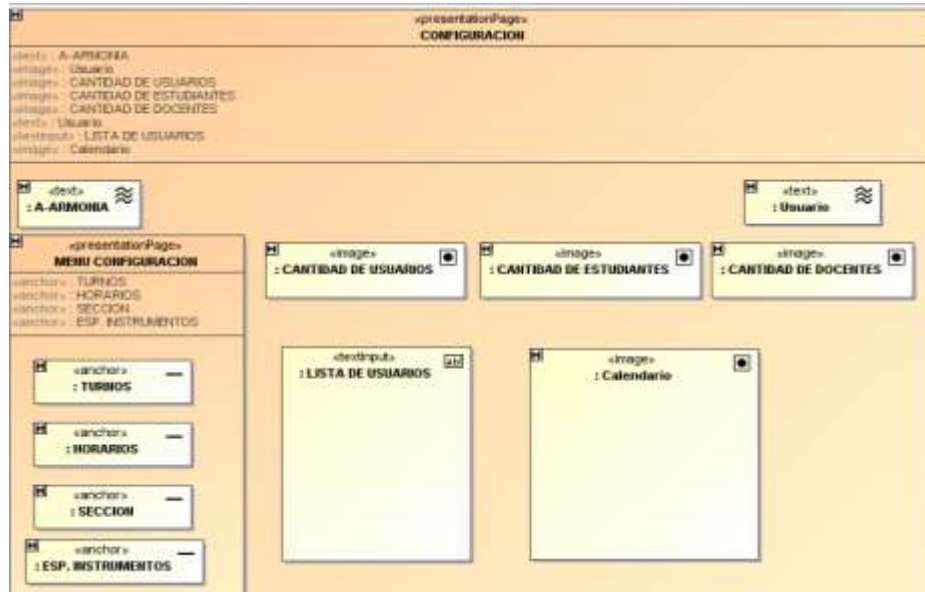 «presentationPage»
CONFIGURACION
«text» : A-ARMONIA
«image» : Usuario
«image» : CANTIDAD DE USUARIOS
«image» : CANTIDAD DE ESTUDIANTES
«image» : CANTIDAD DE DOCENTES
«text» : Usuario
«textInput» : LISTA DE USUARIOS
«image» : Calendario
«text»
: A-ARMONIA
«text»
: Usuario
«presentationPage»
MENU CONFIGURACION
«anchor» : TURNOS
«anchor» : HORARIOS
«anchor» : SECCION
«anchor» : ESP. INSTRUMENTOS
«image»
: CANTIDAD DE USUARIOS
«image»
: CANTIDAD DE ESTUDIANTES
«image»
: CANTIDAD DE DOCENTES
«anchor»
: TURNOS
«anchor»
: HORARIOS
«anchor»
: SECCION
«anchor»
: ESP. INSTRUMENTOS
«textInput»
: LISTA DE USUARIOS
ab
«image»
: Calendario